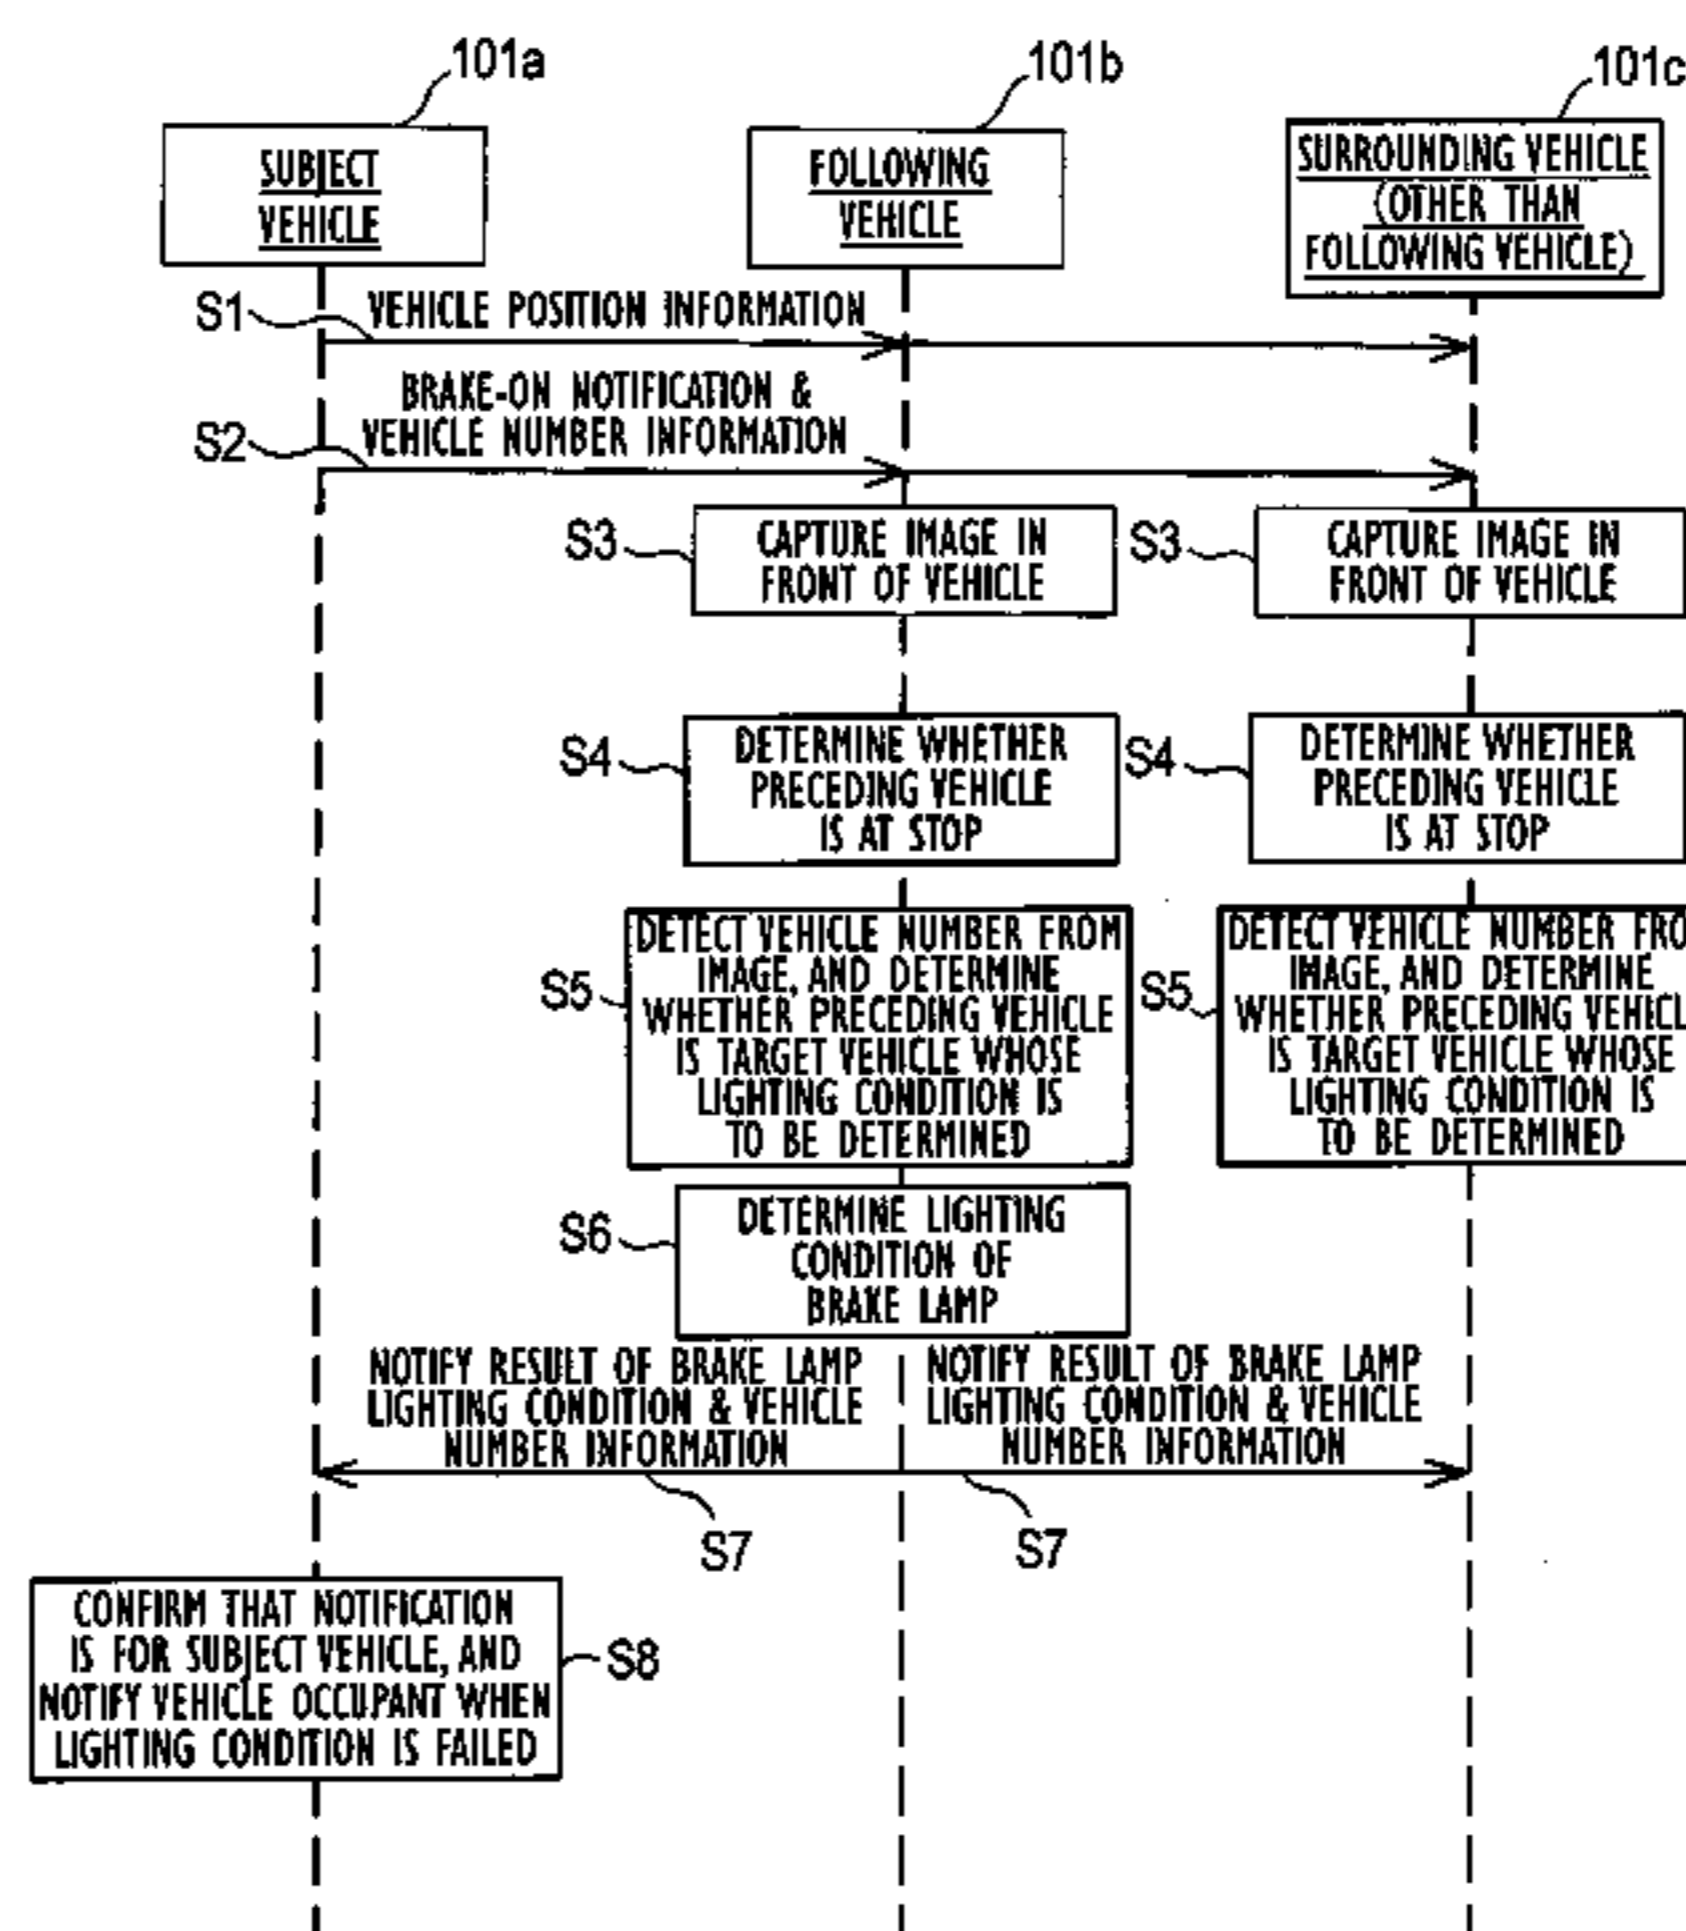 101a
101b
101c
SUBJECT
VEHICLE
FOLLOWING
VEHICLE
SURROUNDING VEHICLE
(OTHER THAN
FOLLOWING VEHICLE)
S1
VEHICLE POSITION INFORMATION
BRAKE-ON NOTIFICATION &
VEHICLE NUMBER INFORMATION
S2
S3
CAPTURE IMAGE IN
FRONT OF VEHICLE
S3
CAPTURE IMAGE IN
FRONT OF VEHICLE
S4
DETERMINE WHETHER
PRECEDING VEHICLE
IS AT STOP
S4
DETERMINE WHETHER
PRECEDING VEHICLE
IS AT STOP
S5
DETECT VEHICLE NUMBER FROM
IMAGE, AND DETERMINE
WHETHER PRECEDING VEHICLE
IS TARGET VEHICLE WHOSE
LIGHTING CONDITION IS
TO BE DETERMINED
S5
DETECT VEHICLE NUMBER FRO
IMAGE, AND DETERMINE
WHETHER PRECEDING VEHICL
IS TARGET VEHICLE WHOSE
LIGHTING CONDITION IS
TO BE DETERMINED
S6
DETERMINE LIGHTING
CONDITION OF
BRAKE LAMP
NOTIFY RESULT OF BRAKE LAMP
LIGHTING CONDITION & VEHICLE
NUMBER INFORMATION
NOTIFY RESULT OF BRAKE LAMP
LIGHTING CONDITION & VEHICLE
NUMBER INFORMATION
S7
S7
CONFIRM THAT NOTIFICATION
IS FOR SUBJECT VEHICLE, AND
NOTIFY VEHICLE OCCUPANT WHEN
LIGHTING CONDITION IS FAILED
S8